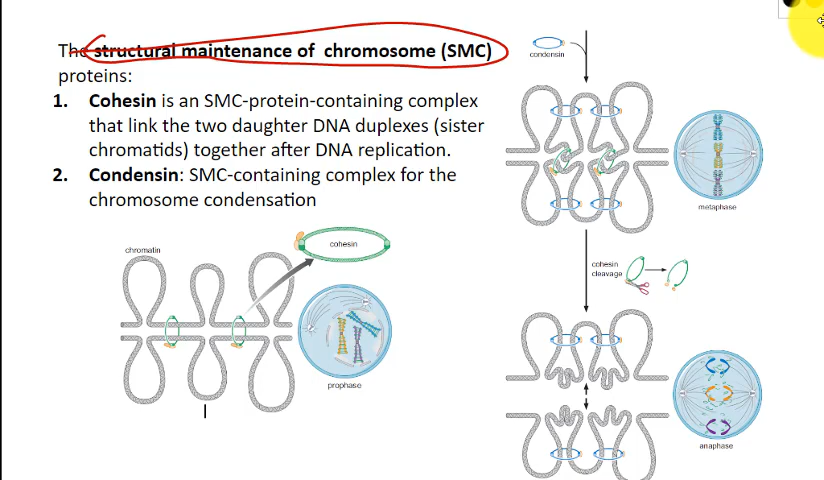 The structural maintenance of chromosome (SMC)
proteins:
1. Cohesin is an SMC-protein-containing complex
that link the two daughter DNA duplexes (sister
chromatids) together after DNA replication.
2. Condensin: SMC-containing complex for the
chromosome condensation
chromatin
cohesin
prophase
condensin
metaphase
cohesin
cleavage
anaphase